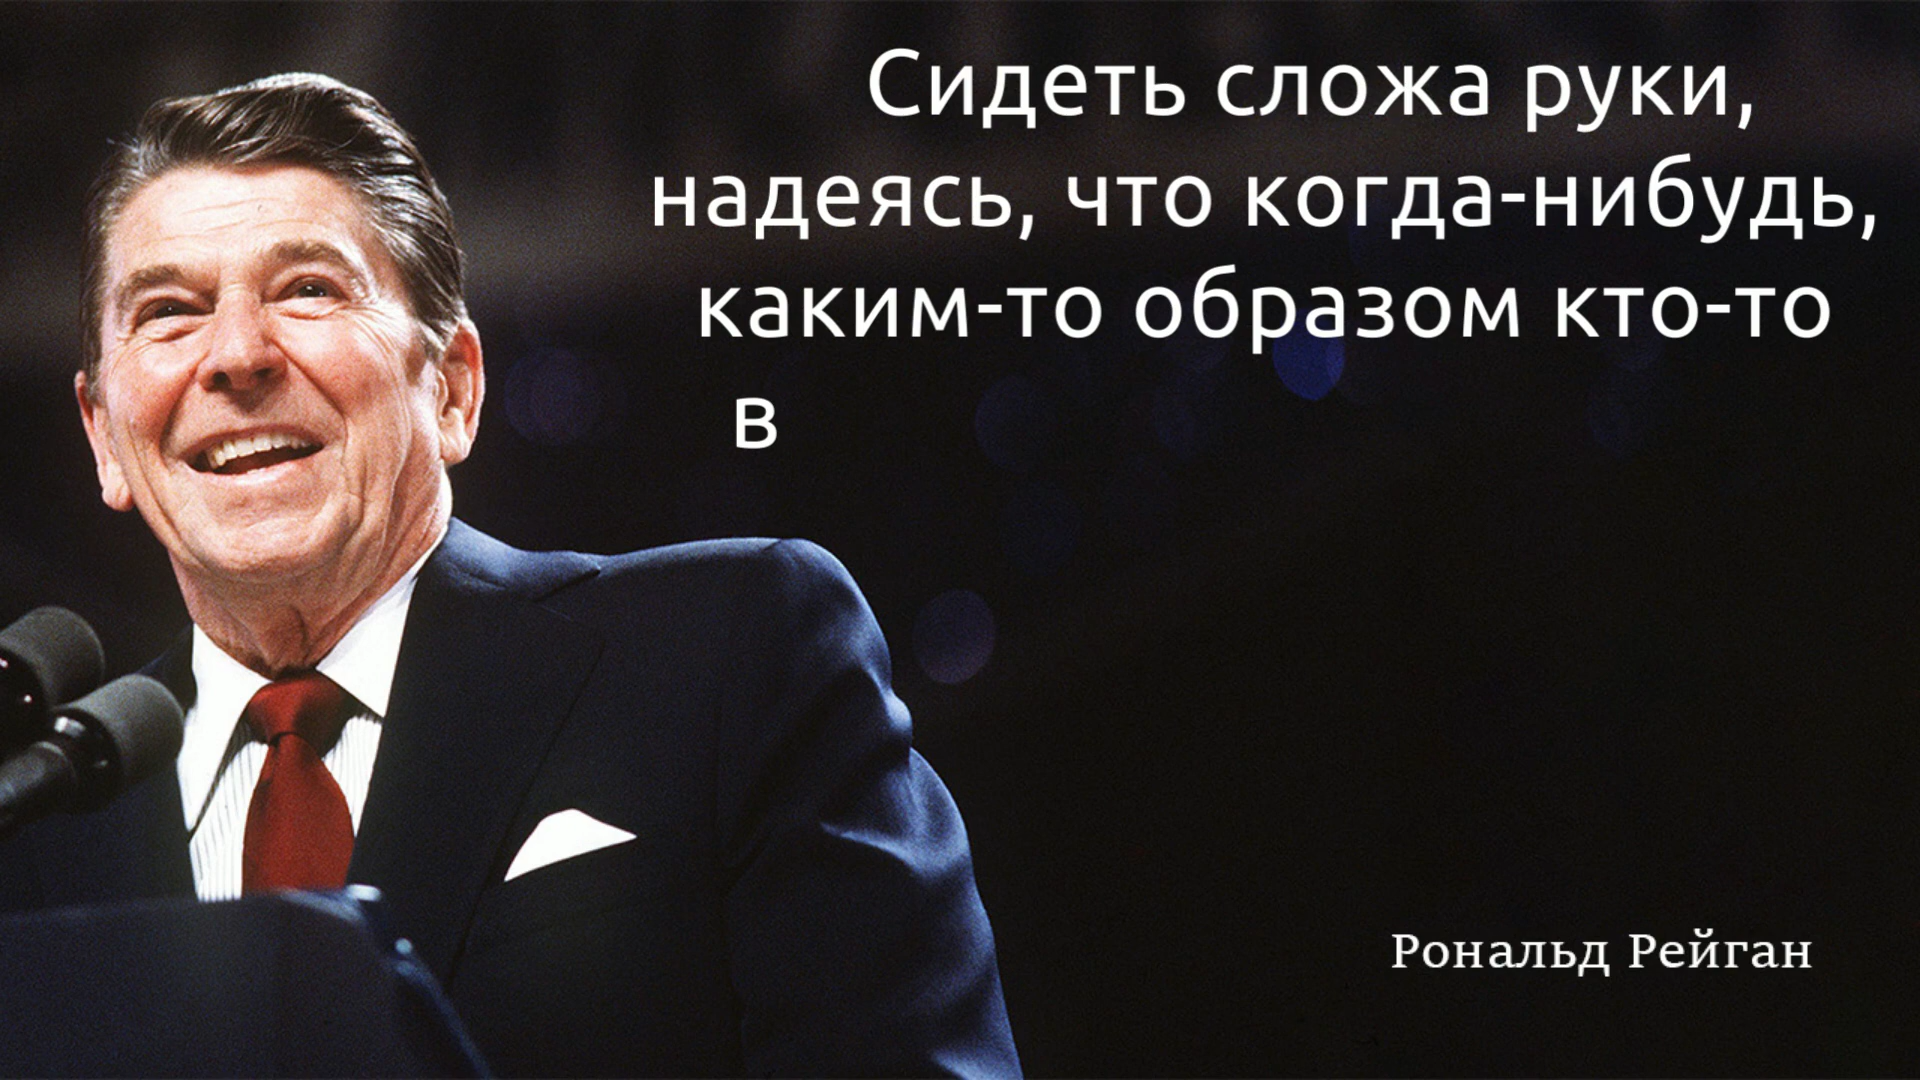 Сидеть сложа руки,
надеясь, что когда-нибудь,
каким-то образом кто-то
в
Рональд Рейган